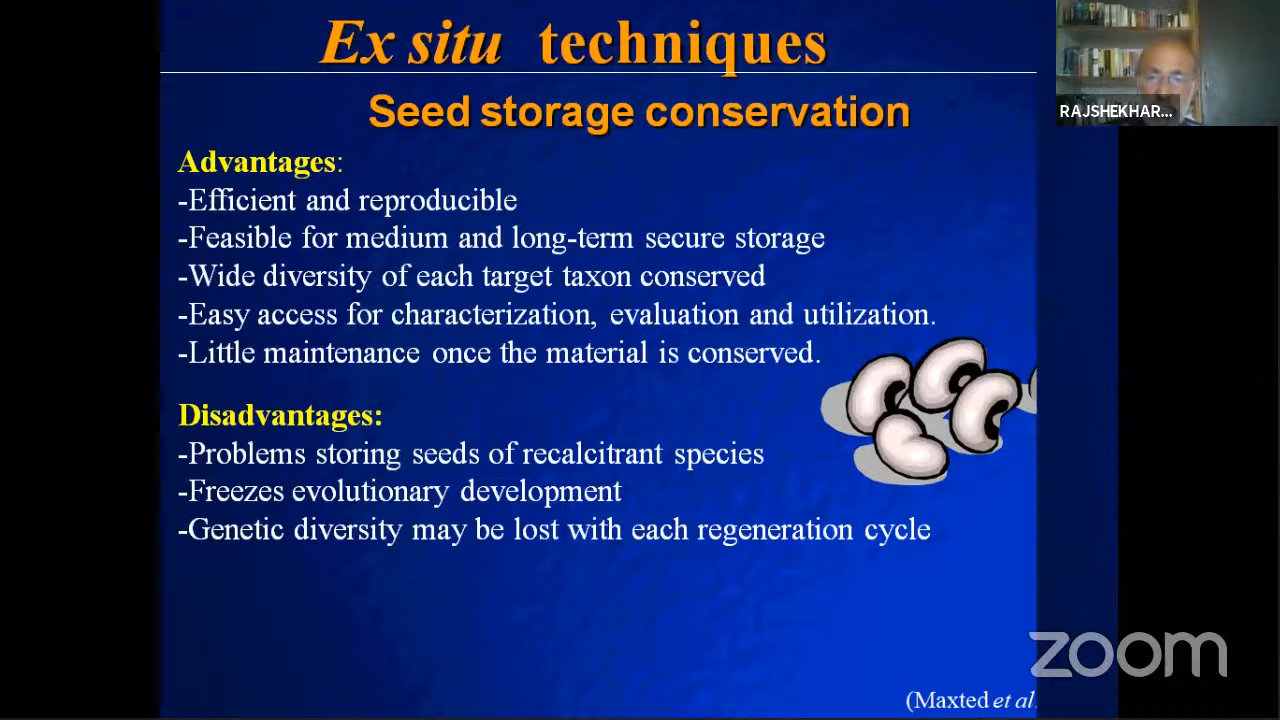 Ex situ techniques
Seed storage conservation
RAJSHEKHAR...
Advantages:
-Efficient and reproducible
-Feasible for medium and long-term secure storage
-Wide diversity of each target taxon conserved
-Easy access for characterization, evaluation and utilization.
-Little maintenance once the material is conserved.
Disadvantages:
-Problems storing seeds of recalcitrant species
-Freezes evolutionary development
-Genetic diversity may be lost with each regeneration cycle
zoom
(Maxted et al.